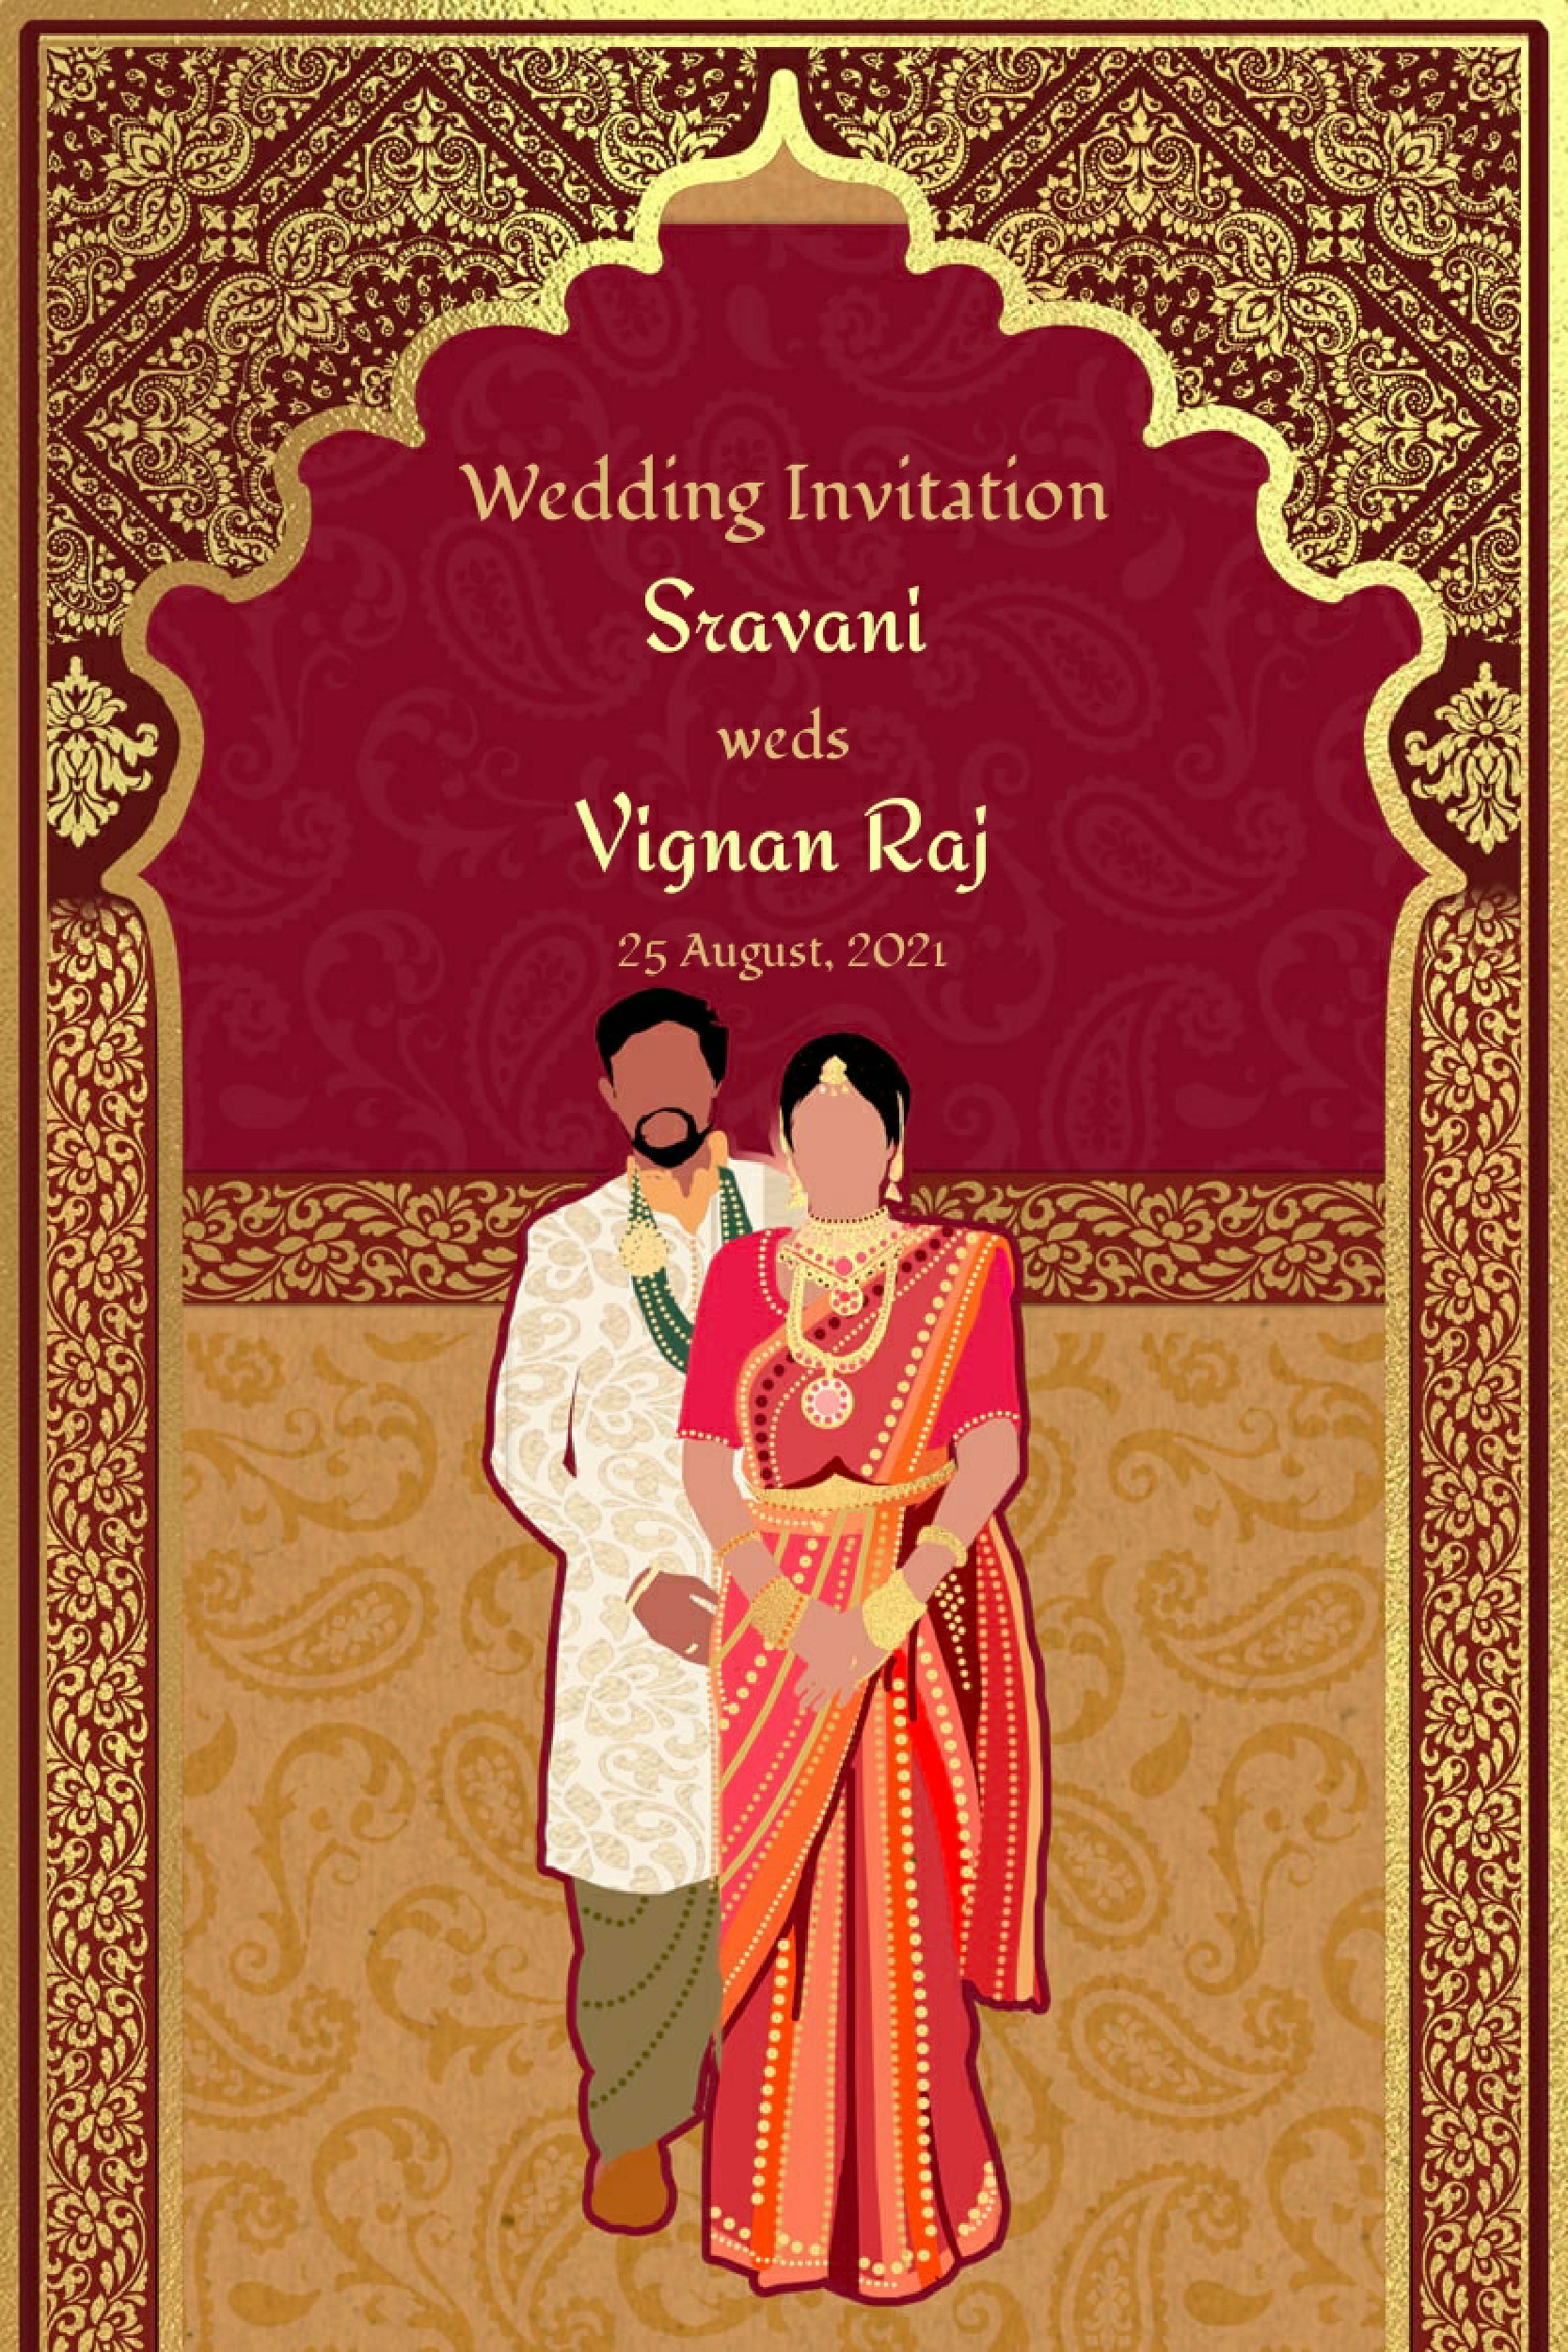 Wedding Invitation
Sravani
weds
Vignan Raj
25 August, 2021